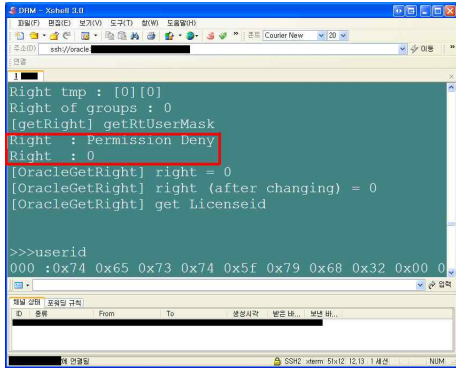 DRM - Xshell 3.0
파일(F) 편집(E) 보기(V) 도구(T) 창(W) 도움말(H)
글꼴 Courier New 20
주소(D) ssh://oracle 이동
연결
1
Right tmp : [0][0]
Right of groups : 0
[getRight] getRtUserMask
Right  : Permission Deny
Right  : 0
[OracleGetRight] right = 0
[OracleGetRight] right (after changing) = 0
[OracleGetRight] get Licenseid
>>>userid
000 :0x74 0x65 0x73 0x74 0x5f 0x79 0x68 0x32 0x00 0
입력
채널 상태 포워딩 규칙
ID 종류 From To 생성시각 받은 바... 보낸 바...
에 연결됨 SSH2 xterm 51x12 12,13 1 세션 NUM